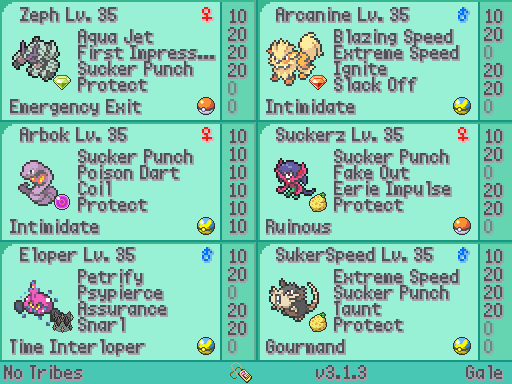 Zeph Lv. 35 ♀ 10
Aqua Jet 20
First Impress... 20
Sucker Punch 20
Protect 0
Emergency Exit 0
Arcanine Lv. 35 ♂ 10
Blazing Speed 20
Extreme Speed 0
Ignite 20
Slack Off 0
Intimidate 20
Arbok Lv. 35 ♀ 10
Sucker Punch 10
Poison Dart 10
Coil 10
Protect 10
Intimidate 10
Suckerz Lv. 35 ♀ 10
Sucker Punch 20
Fake Out 0
Eerie Impulse 20
Protect 20
Ruinous 0
Eloper Lv. 35 ♂ 10
Petrify 20
Psypierce 0
Assurance 20
Snarl 20
Time Interloper 0
SukerSpeed Lv. 35 ♂ 10
Extreme Speed 20
Sucker Punch 0
Taunt 20
Protect 0
Gourmand 20
No Tribes v3.1.3 Gale